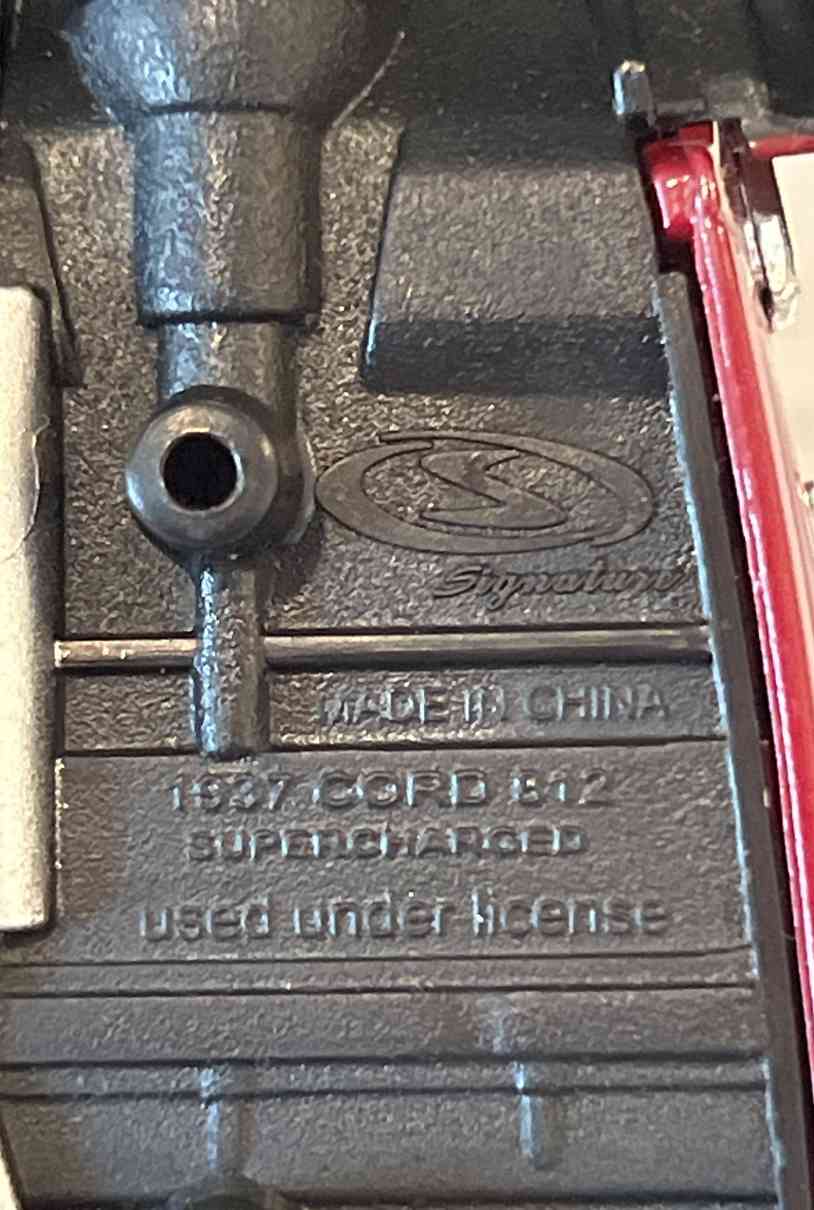 S
Signature
MADE IN CHINA
1937 CORD 812
SUPERCHARGED
used under license